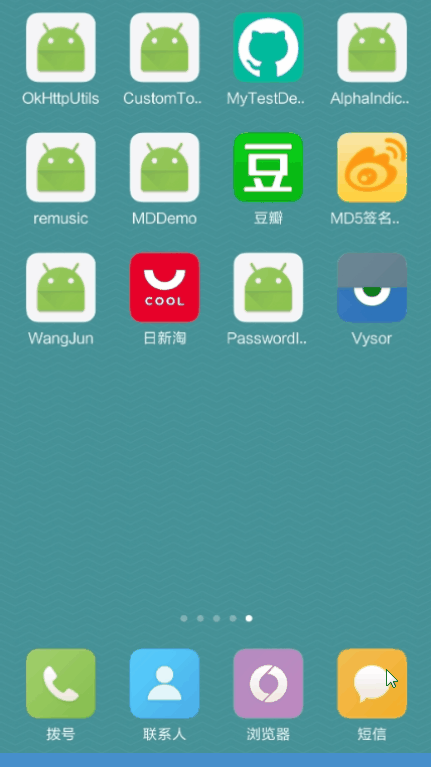 OkHttpUtils
CustomTo..
MyTestDe..
AlphaIndic..
豆
remusic
MDDemo
豆瓣
MD5签名..
COOL
WangJun
日新淘
PasswordI..
Vysor
拨号
联系人
浏览器
短信